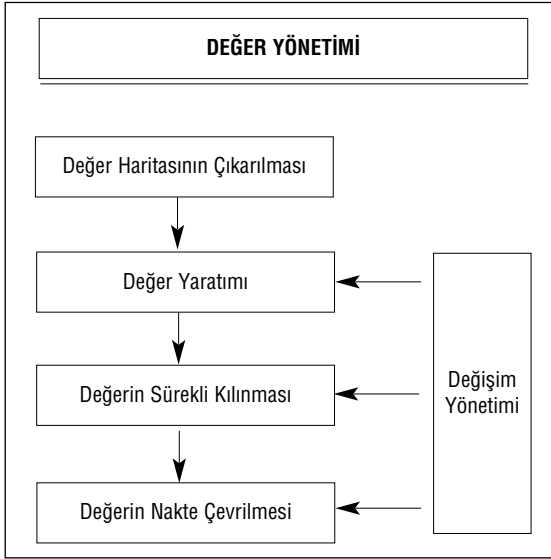 DEĞER YÖNETİMİ
Değer Haritasının Çıkarılması
Değer Yaratımı
Değerin Sürekli Kılınması
Değerin Nakte Çevrilmesi
Değişim
Yönetimi